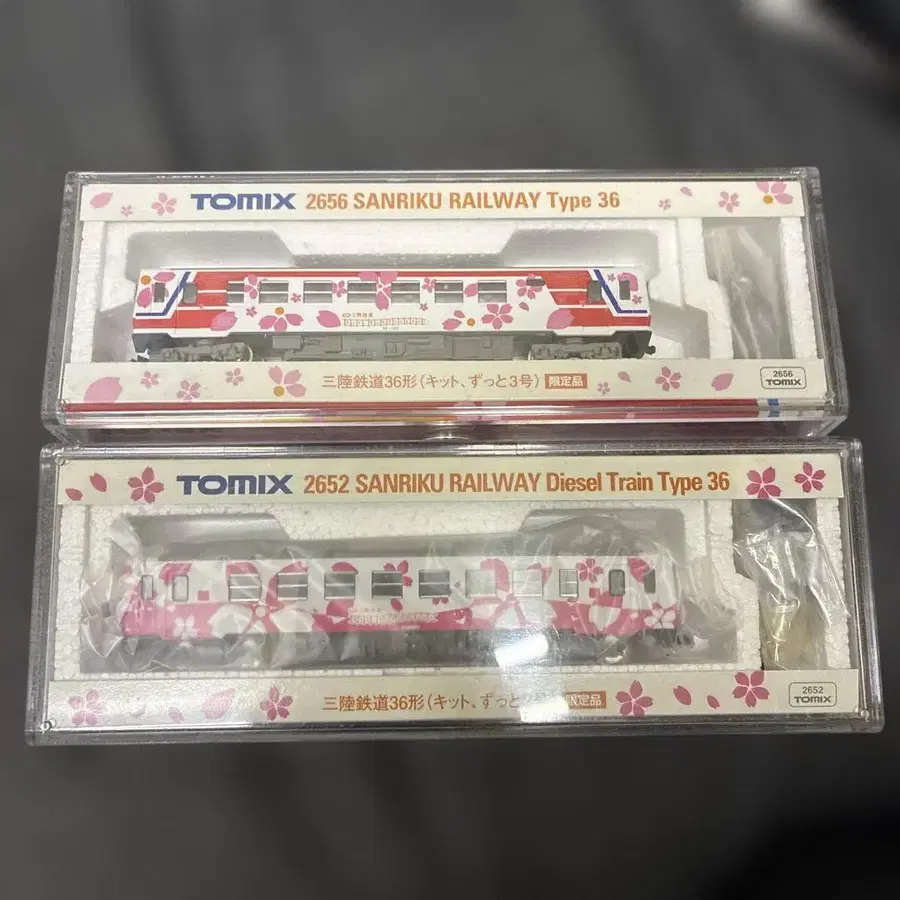 TOMIX 2656 SANRIKU RAILWAY Type 36
三陸鉄道36形(キット、ずっと3号) 限定品
2656
TOMIX
TOMIX 2652 SANRIKU RAILWAY Diesel Train Type 36
三陸鉄道36形(キット、ずっと 限定品
2652
TOMIX